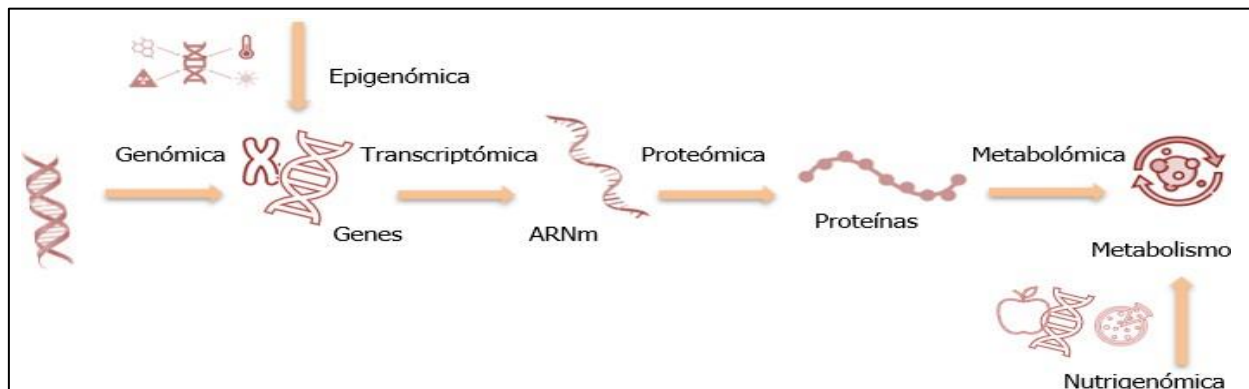 Epigenómica
Genómica
Transcriptómica
Proteómica
Metabolómica
Genes
ARNm
Proteínas
Metabolismo
Nutrigenómica